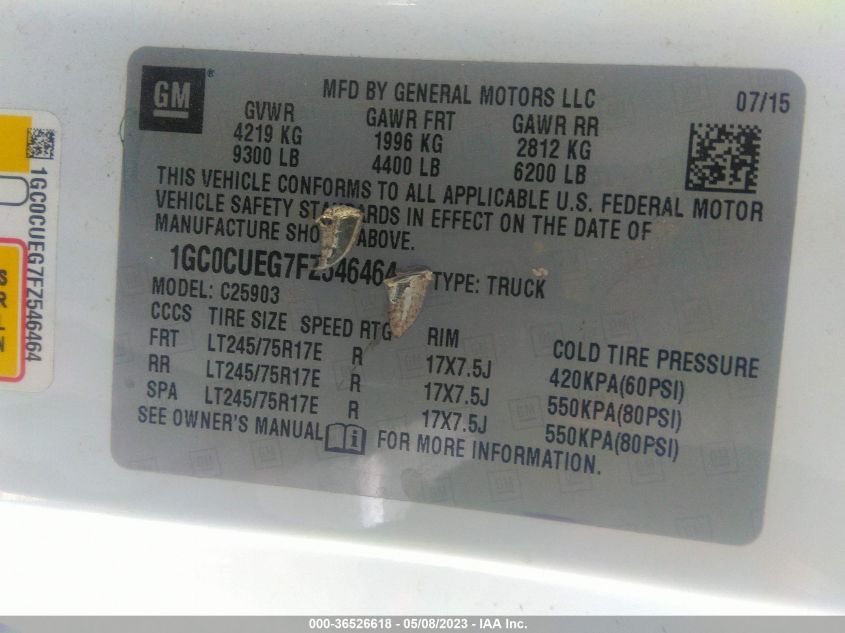 GM ®
MFD BY GENERAL MOTORS LLC 07/15
GVWR GAWR FRT GAWR RR
4219 KG 1996 KG 2812 KG
9300 LB 4400 LB 6200 LB
THIS VEHICLE CONFORMS TO ALL APPLICABLE U.S. FEDERAL MOTOR
VEHICLE SAFETY IN EFFECT ON THE DATE OF
MANUFACTURE ABOVE.
1GC0CUEG7FZ546464 TYPE: TRUCK
MODEL: C25903
CCCS TIRE SIZE SPEED RTG RIM COLD TIRE PRESSURE
FRT LT245/75R17E R 17X7.5J 420KPA(60PSI)
RR LT245/75R17E R 17X7.5J 550KPA(80PSI)
SPA LT245/75R17E R 17X7.5J 550KPA(80PSI)
SEE OWNER'S MANUAL FOR MORE INFORMATION.
1GC0CUEG7FZ546464
000-36526618 - 05/08/2023 - IAA Inc.